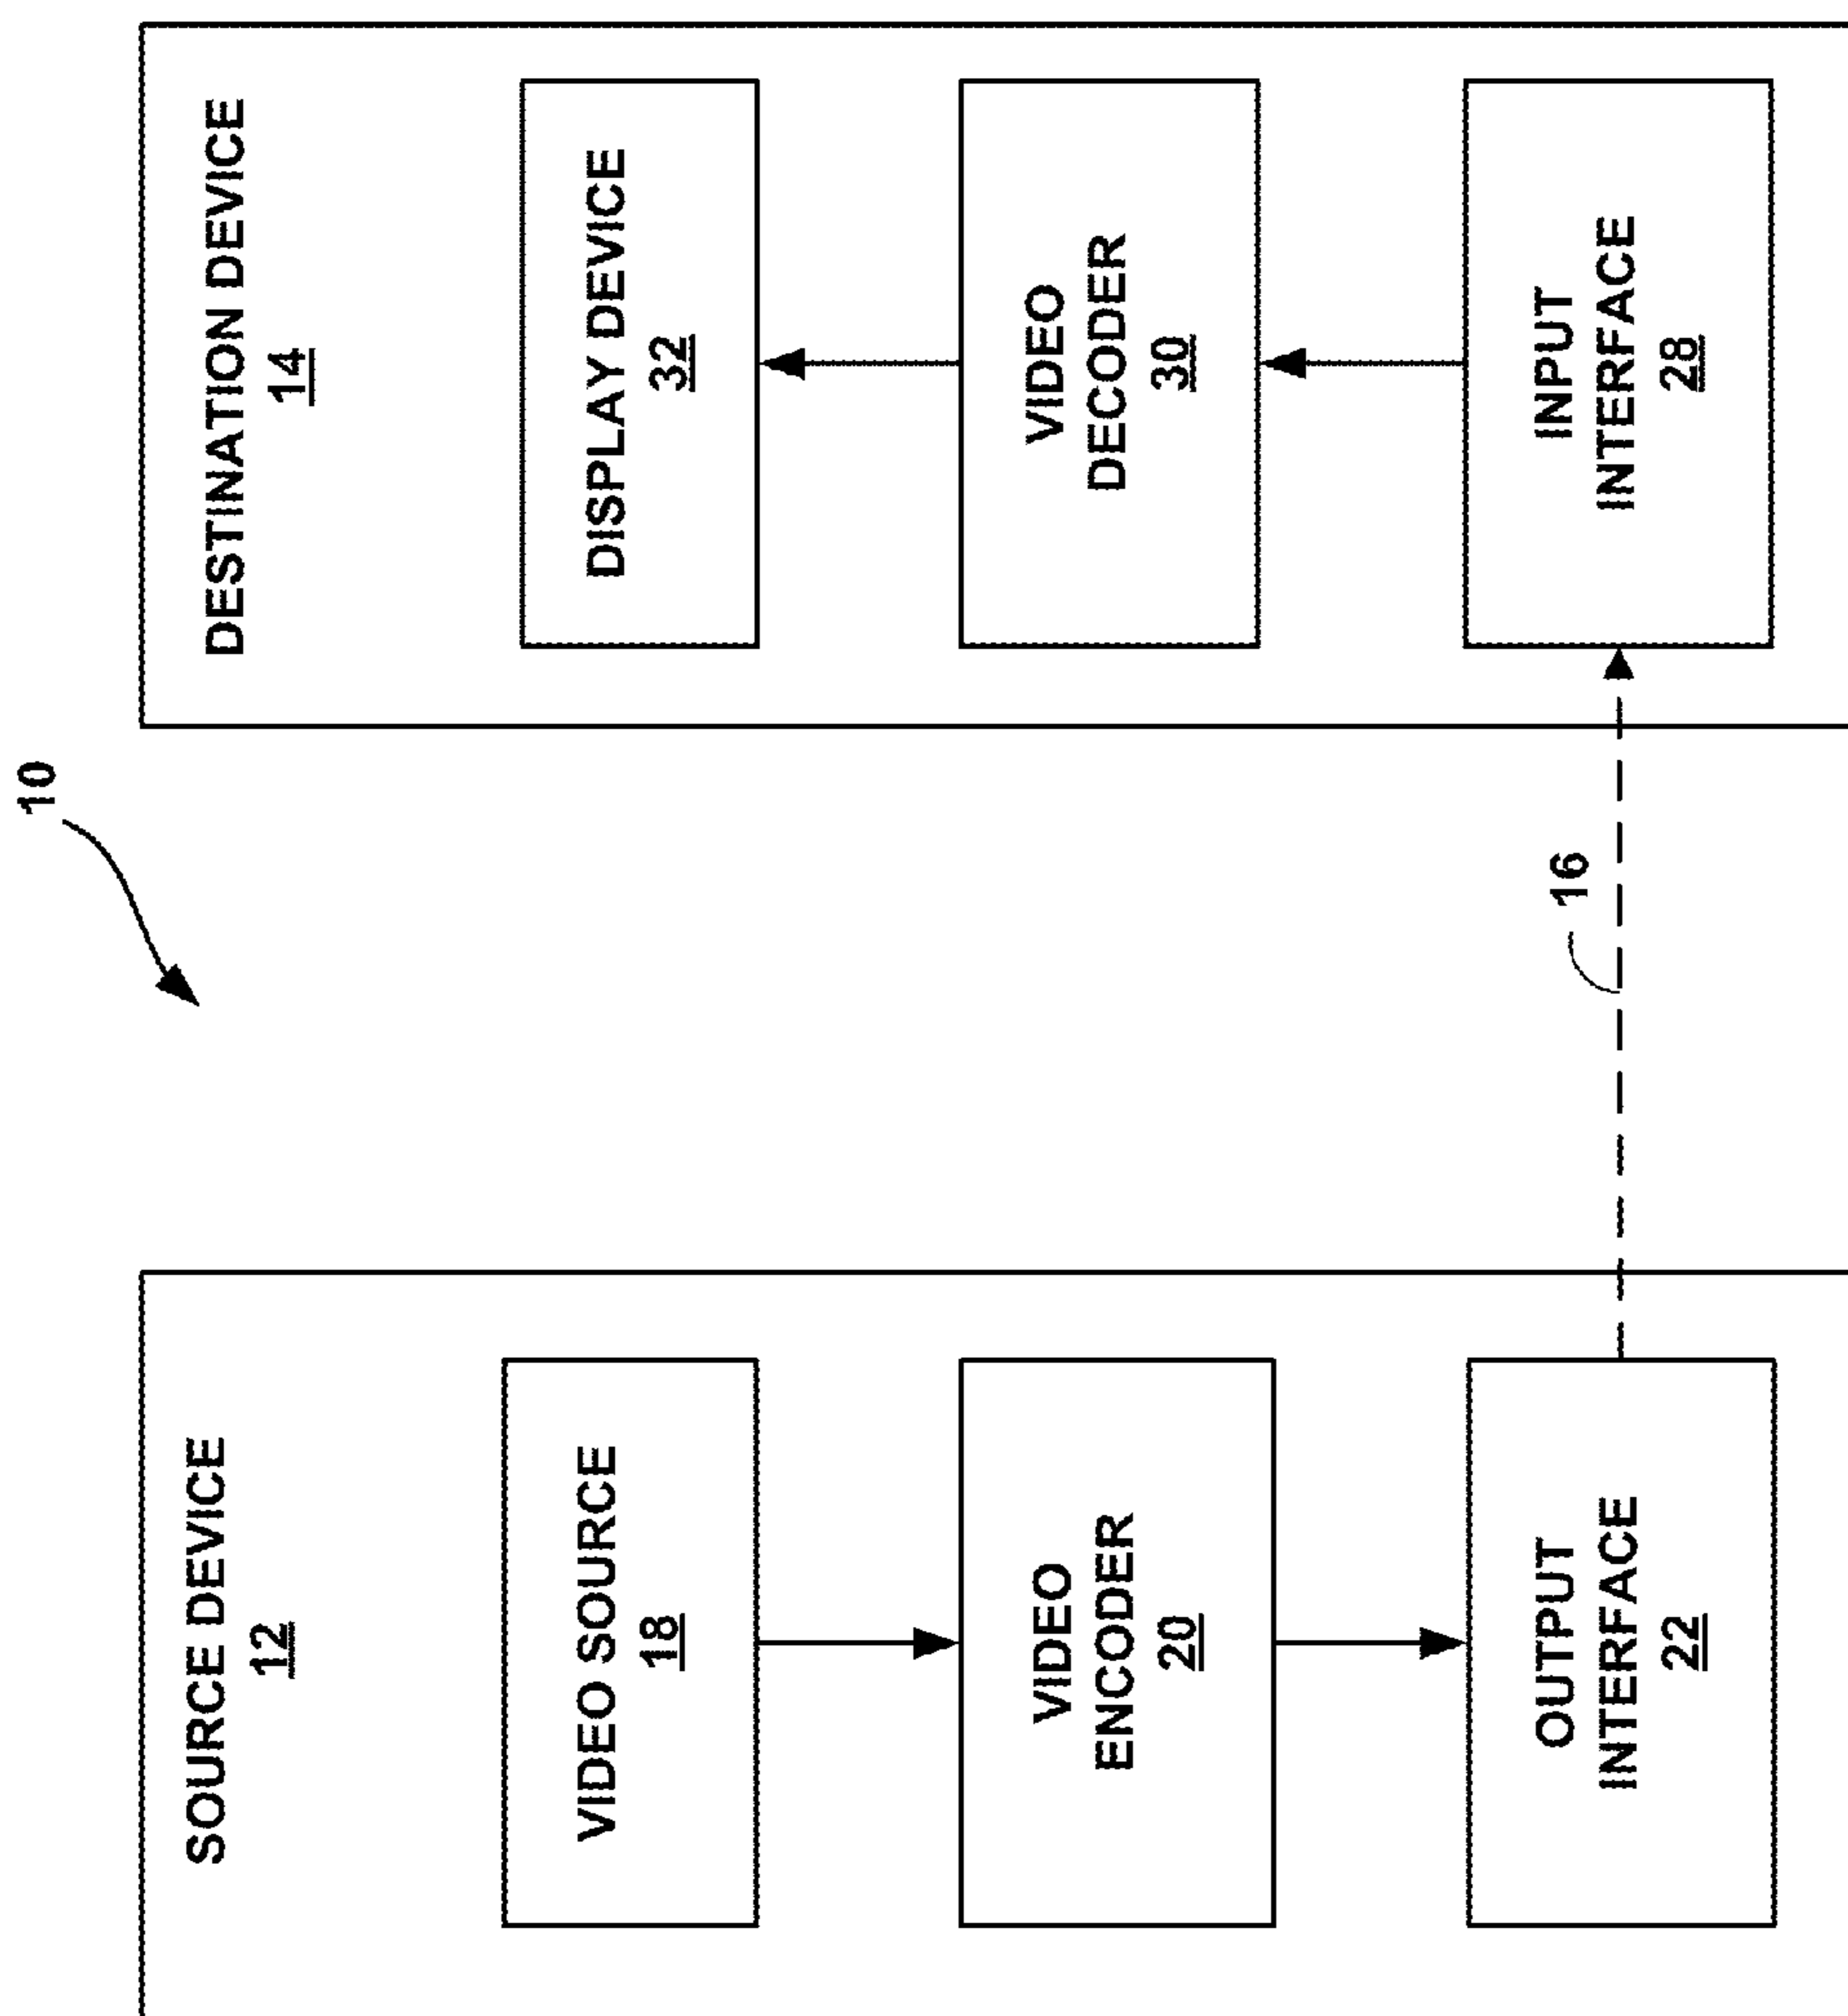 10
SOURCE DEVICE
12
VIDEO SOURCE
18
VIDEO
ENCODER
20
OUTPUT
INTERFACE
22
16
DESTINATION DEVICE
14
DISPLAY DEVICE
32
VIDEO
DECODER
30
INPUT
INTERFACE
28